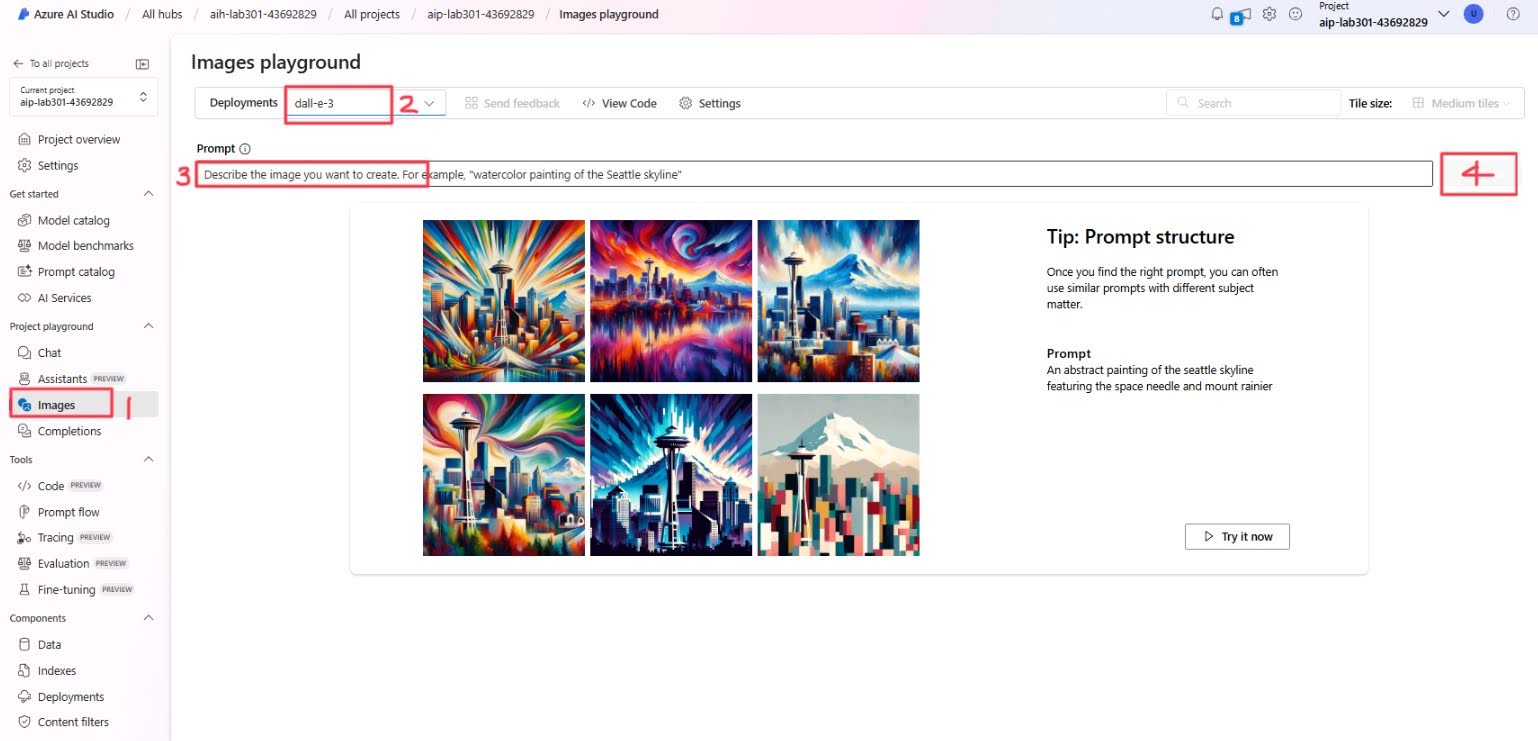 Azure AI Studio / All hubs / aih-lab301-43692829 / All projects / aip-lab301-43692829 / Images playground
8
Project
aip-lab301-43692829
U
To all projects
Current project
aip-lab301-43692829
Project overview
Settings
Get started
Model catalog
Model benchmarks
Prompt catalog
AI Services
Project playground
Chat
Assistants PREVIEW
Images 1
Completions
Tools
Code PREVIEW
Prompt flow
Tracing PREVIEW
Evaluation PREVIEW
Fine-tuning PREVIEW
Components
Data
Indexes
Deployments
Content filters
Images playground
Deployments dall-e-3 2 Send feedback View Code Settings Search Tile size: Medium tiles
Prompt
3 Describe the image you want to create. For example, "watercolor painting of the Seattle skyline" 4
Tip: Prompt structure
Once you find the right prompt, you can often
use similar prompts with different subject
matter.
Prompt
An abstract painting of the seattle skyline
featuring the space needle and mount rainier
Try it now